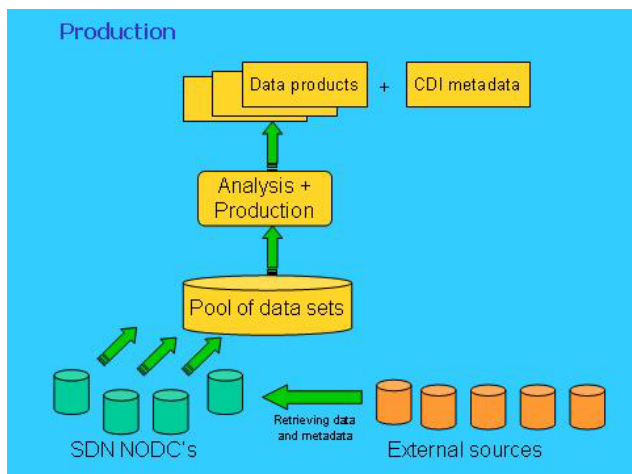 Production
Data products
+
CDI metadata
Analysis +
Production
Pool of data sets
Retrieving data
and metadata
SDN NODC's
External sources